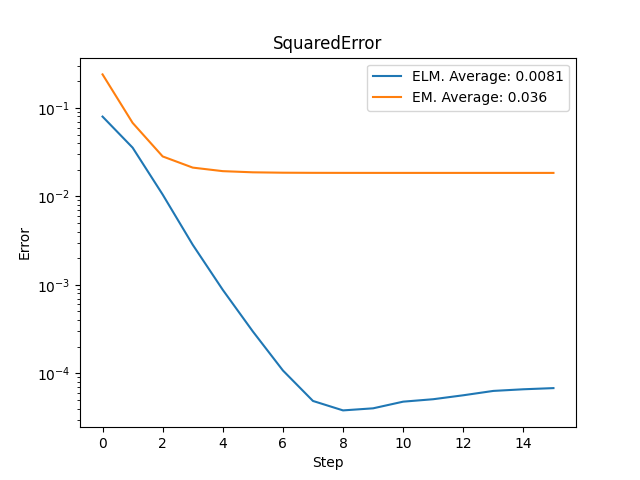 SquaredError
ELM. Average: 0.0081
EM. Average: 0.036
10⁻¹
10⁻²
10⁻³
10⁻⁴
Error
0 2 4 6 8 10 12 14
Step